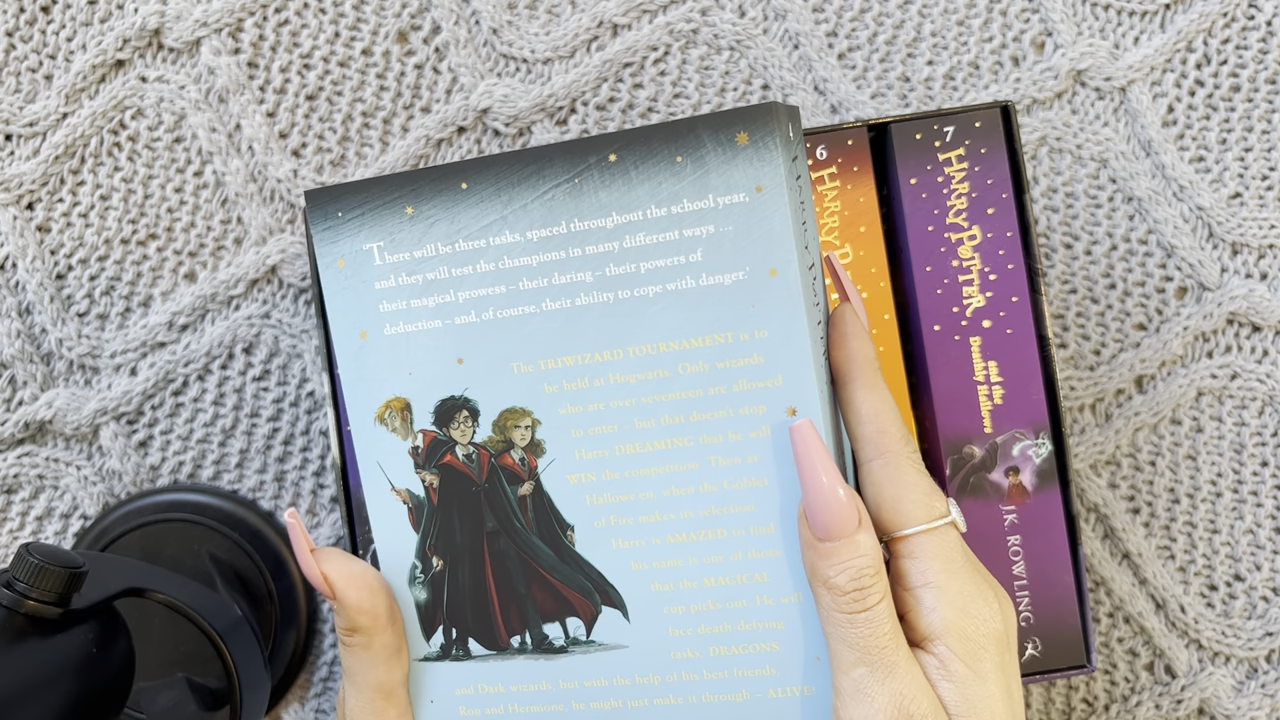 ‘There will be three tasks, spaced throughout the school year,
and they will test the champions in many different ways …
their magical prowess – their daring – their powers of
deduction – and, of course, their ability to cope with danger.’
The TRIWIZARD TOURNAMENT is to
be held at Hogwarts. Only wizards
who are over seventeen are allowed
to enter – but that doesn't stop
Harry DREAMING that he will
WIN the competition. Then at
Hallowe'en, when the Goblet
of Fire makes its selection,
Harry is AMAZED to find
his name is one of those
that the MAGICAL
cup picks out. He will
face death-defying
tasks, DRAGONS
and Dark wizards, but with the help of his best friends,
Ron and Hermione, he might just make it through – ALIVE!
4
HARRY POTTER
6
HARRY P
7
HARRY POTTER
and the
Deathly Hallows
J.K. ROWLING